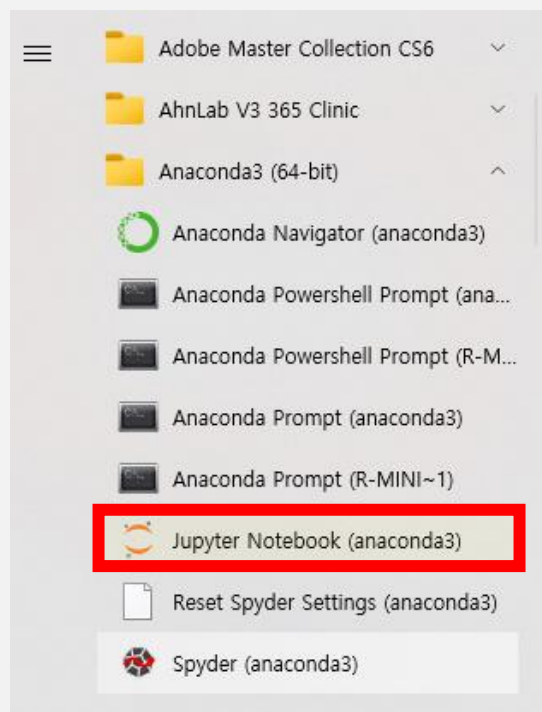 Adobe Master Collection CS6
AhnLab V3 365 Clinic
Anaconda3 (64-bit)
Anaconda Navigator (anaconda3)
Anaconda Powershell Prompt (ana...
Anaconda Powershell Prompt (R-M...
Anaconda Prompt (anaconda3)
Anaconda Prompt (R-MINI~1)
Jupyter Notebook (anaconda3)
Reset Spyder Settings (anaconda3)
Spyder (anaconda3)